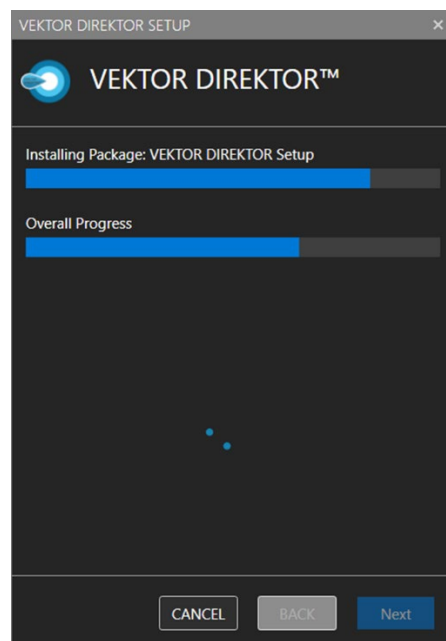 VEKTOR DIREKTOR SETUP ×
VEKTOR DIREKTOR™
Installing Package: VEKTOR DIREKTOR Setup
Overall Progress
CANCEL BACK Next